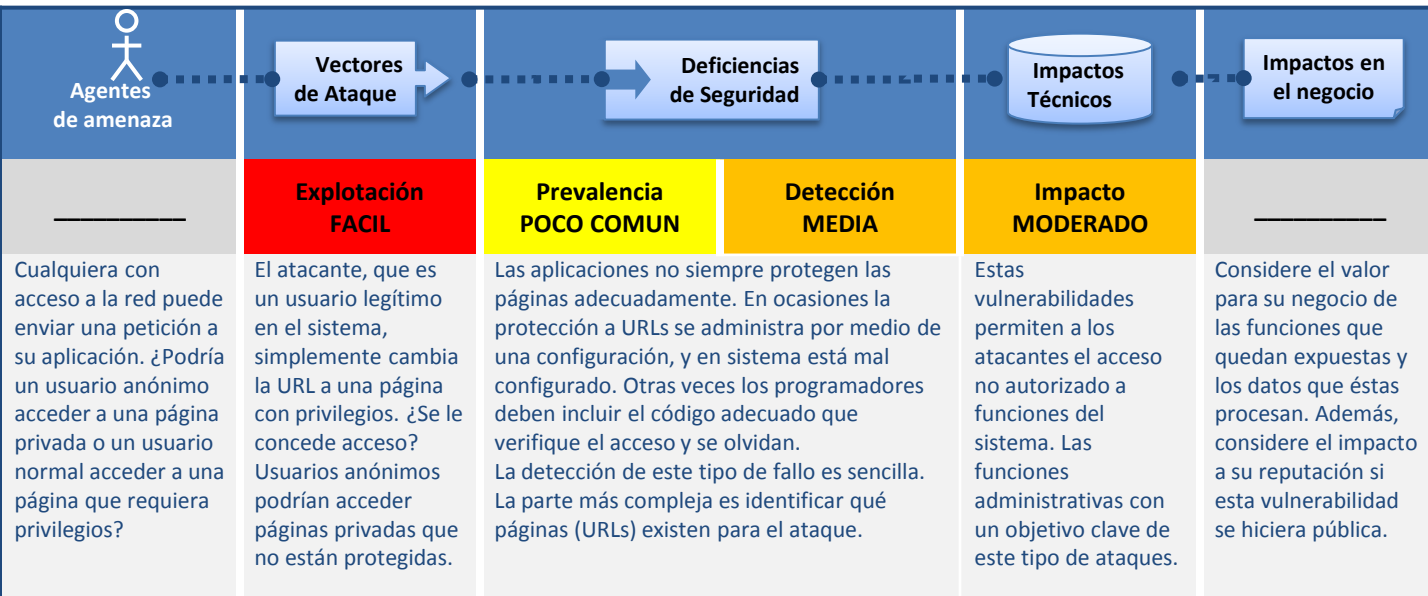 Agentes
de amenaza
Vectores
de Ataque
Deficiencias
de Seguridad
Impactos
Técnicos
Impactos en
el negocio
__________
Explotación
FACIL
Prevalencia
POCO COMUN
Detección
MEDIA
Impacto
MODERADO
__________
Cualquiera con
acceso a la red puede
enviar una petición a
su aplicación. ¿Podría
un usuario anónimo
acceder a una página
privada o un usuario
normal acceder a una
página que requiera
privilegios?
El atacante, que es
un usuario legítimo
en el sistema,
simplemente cambia
la URL a una página
con privilegios. ¿Se le
concede acceso?
Usuarios anónimos
podrían acceder
páginas privadas que
no están protegidas.
Las aplicaciones no siempre protegen las
páginas adecuadamente. En ocasiones la
protección a URLs se administra por medio de
una configuración, y en sistema está mal
configurado. Otras veces los programadores
deben incluir el código adecuado que
verifique el acceso y se olvidan.
La detección de este tipo de fallo es sencilla.
La parte más compleja es identificar qué
páginas (URLs) existen para el ataque.
Estas
vulnerabilidades
permiten a los
atacantes el acceso
no autorizado a
funciones del
sistema. Las
funciones
administrativas con
un objetivo clave de
este tipo de ataques.
Considere el valor
para su negocio de
las funciones que
quedan expuestas y
los datos que éstas
procesan. Además,
considere el impacto
a su reputación si
esta vulnerabilidad
se hiciera pública.